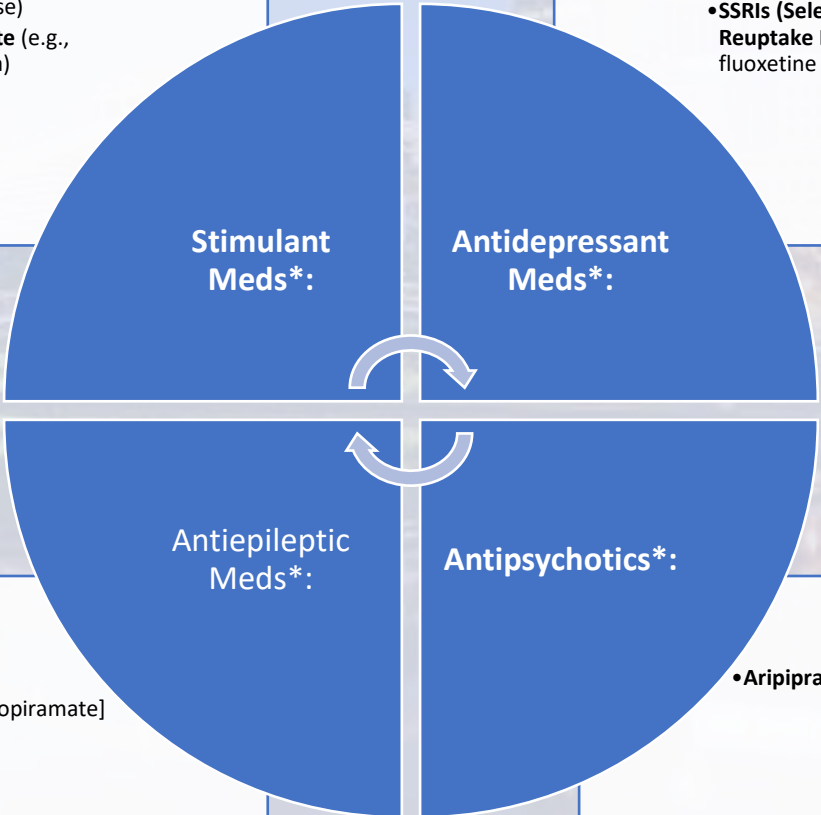 se)
te (e.g.,
)
•SSRIs (Sele
Reuptake
fluoxetine
Stimulant
Meds*:
Antidepressant
Meds*:
Antiepileptic
Meds*:
Antipsychotics*:
opiramate]
•Aripipra